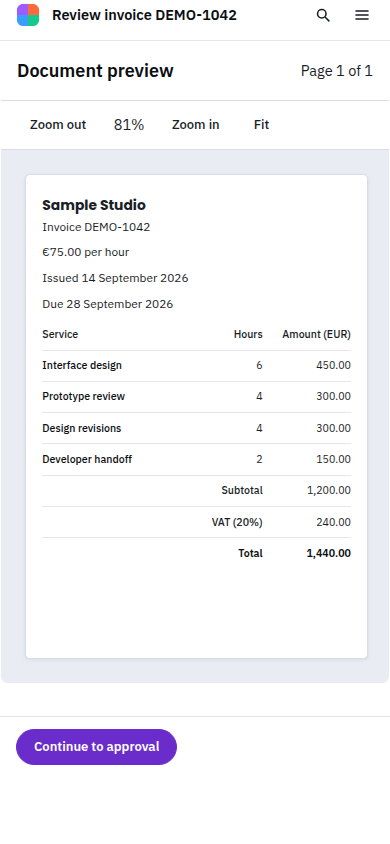 Review invoice DEMO-1042
Document preview
Page 1 of 1
Zoom out 81% Zoom in Fit
Sample Studio
Invoice DEMO-1042
€75.00 per hour
Issued 14 September 2026
Due 28 September 2026
Service Hours Amount (EUR)
Interface design 6 450.00
Prototype review 4 300.00
Design revisions 4 300.00
Developer handoff 2 150.00
Subtotal 1,200.00
VAT (20%) 240.00
Total 1,440.00
Continue to approval